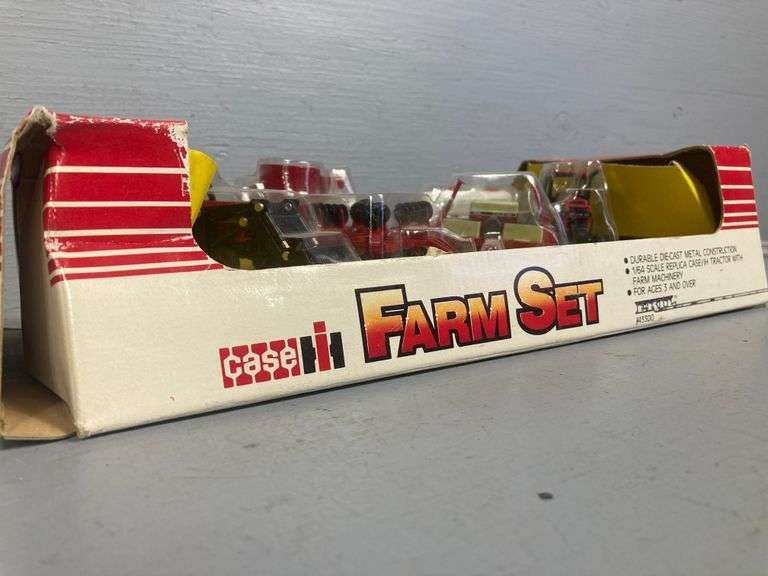 case IH
FARM SET
• DURABLE DIE-CAST METAL CONSTRUCTION
• 1/64 SCALE REPLICA CASE/IH TRACTOR WITH
FARM MACHINERY
• FOR AGES 3 AND OVER